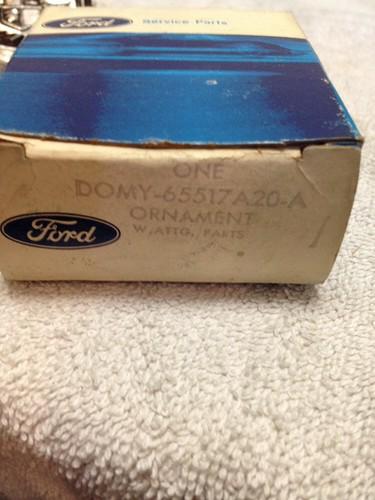 Ford Service-Parts
ONE
DOMY-65517A20-A
ORNAMENT
Ford
W, ATTG, PARTS